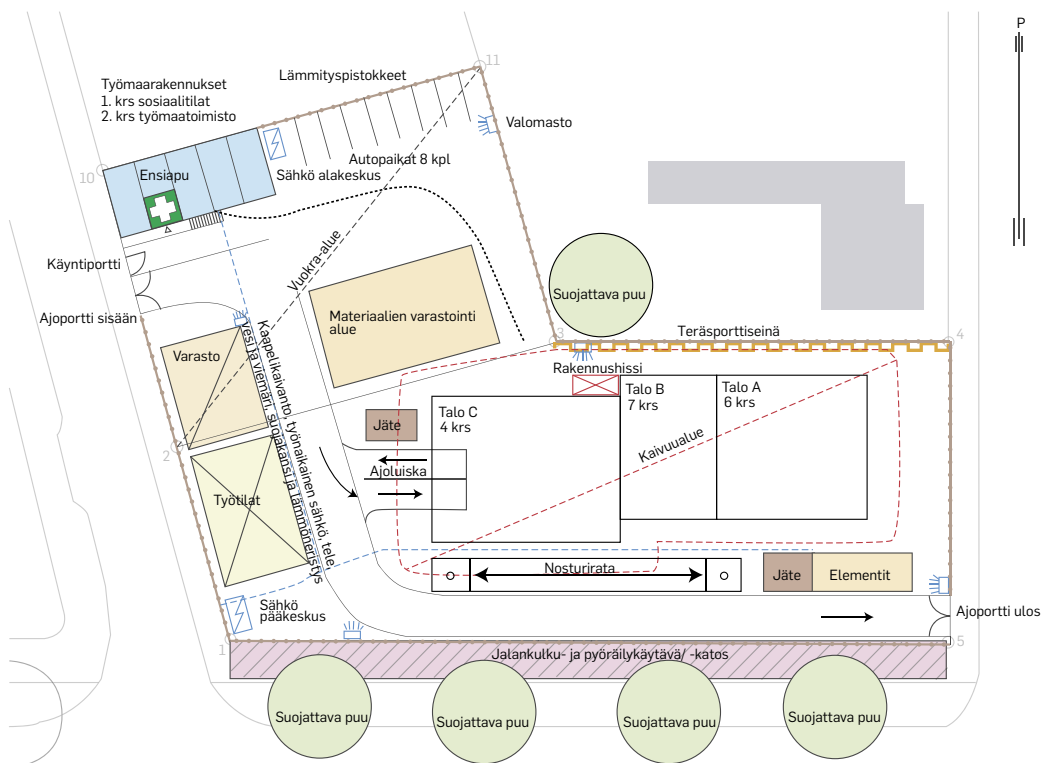 P
11
Lämmityspistokkeet
Työmaarakennukset
1. krs sosiaalitilat
2. krs työmaatoimisto
Valomasto
Autopaikat 8 kpl
Sähkö alakeskus
10
Ensiapu
Käyntiportti
Ajoportti sisään
Vuokra-alue
Materiaalien varastointi
alue
Suojattava puu
Teräsporttiseinä
3
4
Varasto
Kaapelikaivanto, työnaikainen sähkö, tele,
vesi ja viemäri, suojakansi ja lämmöneristys
Rakennushissi
Talo C
4 krs
Talo B
7 krs
Talo A
6 krs
Jäte
Kaivuualue
2
Ajoluiska
Työtilat
Nosturirata
Jäte
Elementit
Sähkö
pääkeskus
Ajoportti ulos
1
5
Jalankulku- ja pyöräilykäytävä/ -katos
Suojattava puu
Suojattava puu
Suojattava puu
Suojattava puu